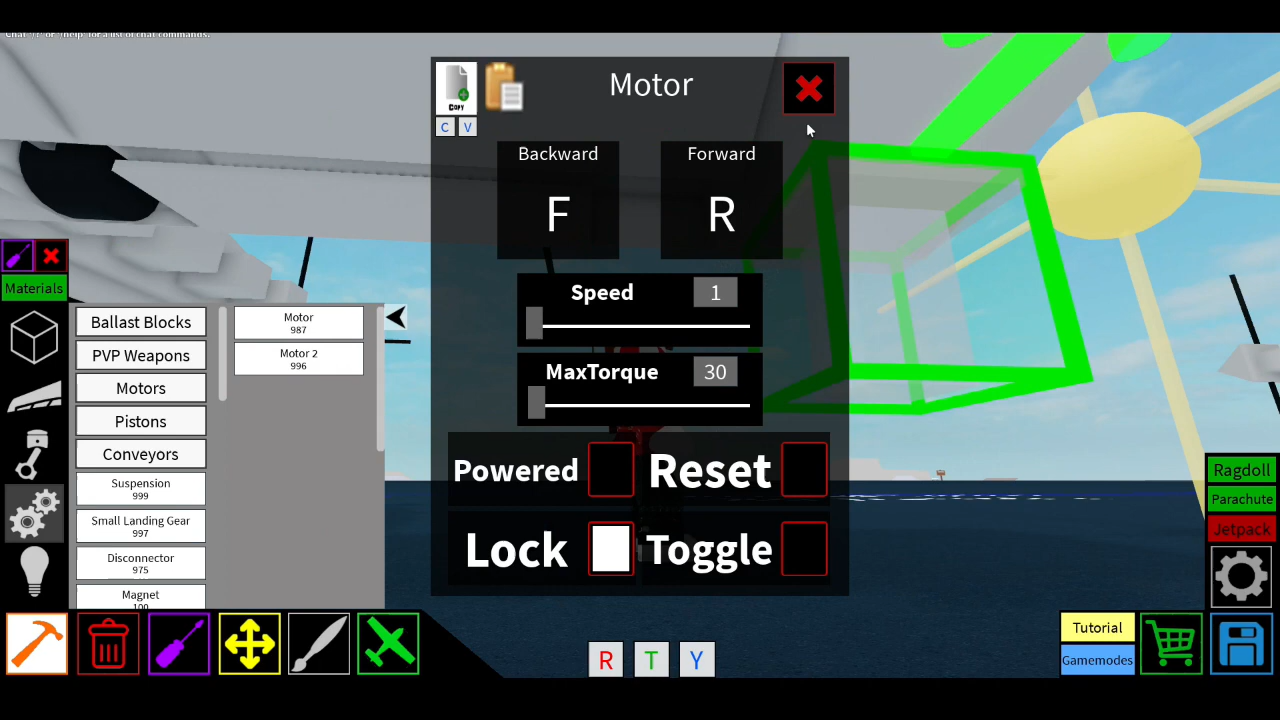 Chat '/?' or '/help' for a list of chat commands.
COPY
C V
Motor
Backward
F
Forward
R
Speed 1
MaxTorque 30
Powered
Reset
Lock
Toggle
Materials
Ballast Blocks
PVP Weapons
Motors
Pistons
Conveyors
Suspension
999
Small Landing Gear
997
Disconnector
975
Magnet
100
Motor
987
Motor 2
996
Ragdoll
Parachute
Jetpack
R T Y
Tutorial
Gamemodes